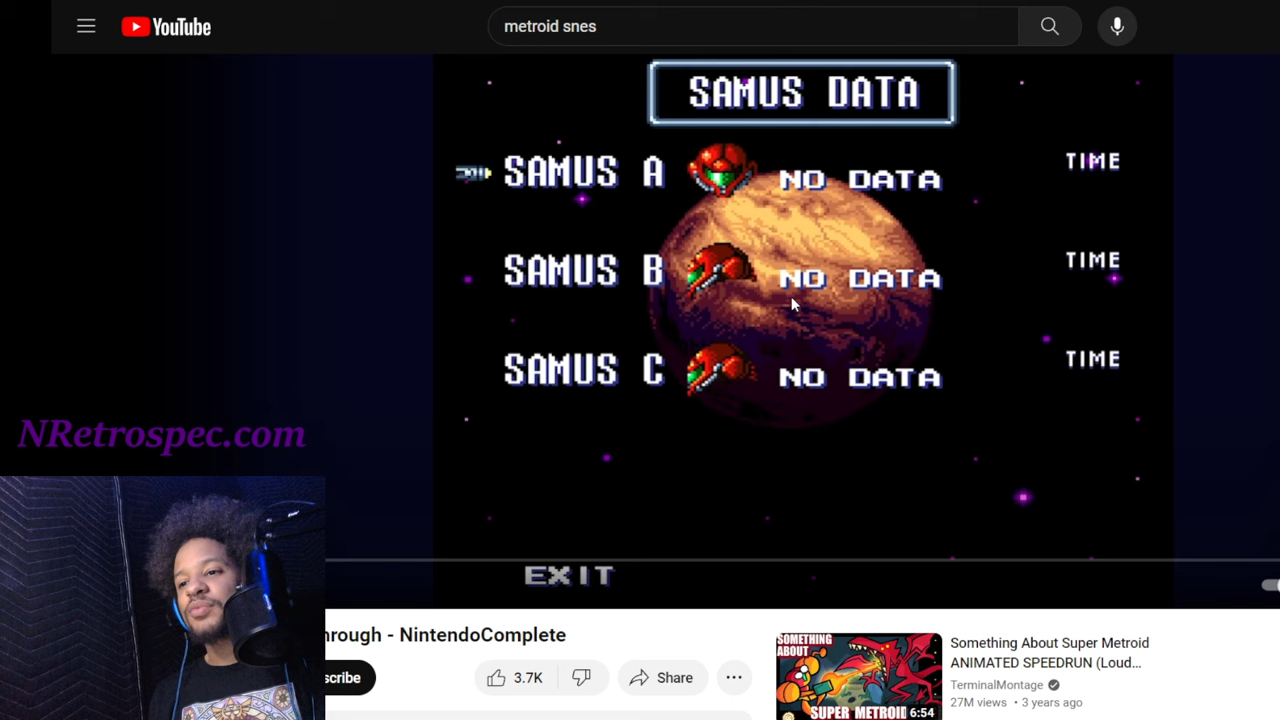 YouTube
metroid snes
SAMUS DATA
SAMUS A NO DATA TIME
SAMUS B NO DATA TIME
SAMUS C NO DATA TIME
EXIT
NRetrospec.com
hrough - NintendoComplete
scribe
3.7K
Share
SOMETHING
ABOUT
SUPER METROID
6:54
Something About Super Metroid
ANIMATED SPEEDRUN (Loud...
TerminalMontage
27M views • 3 years ago